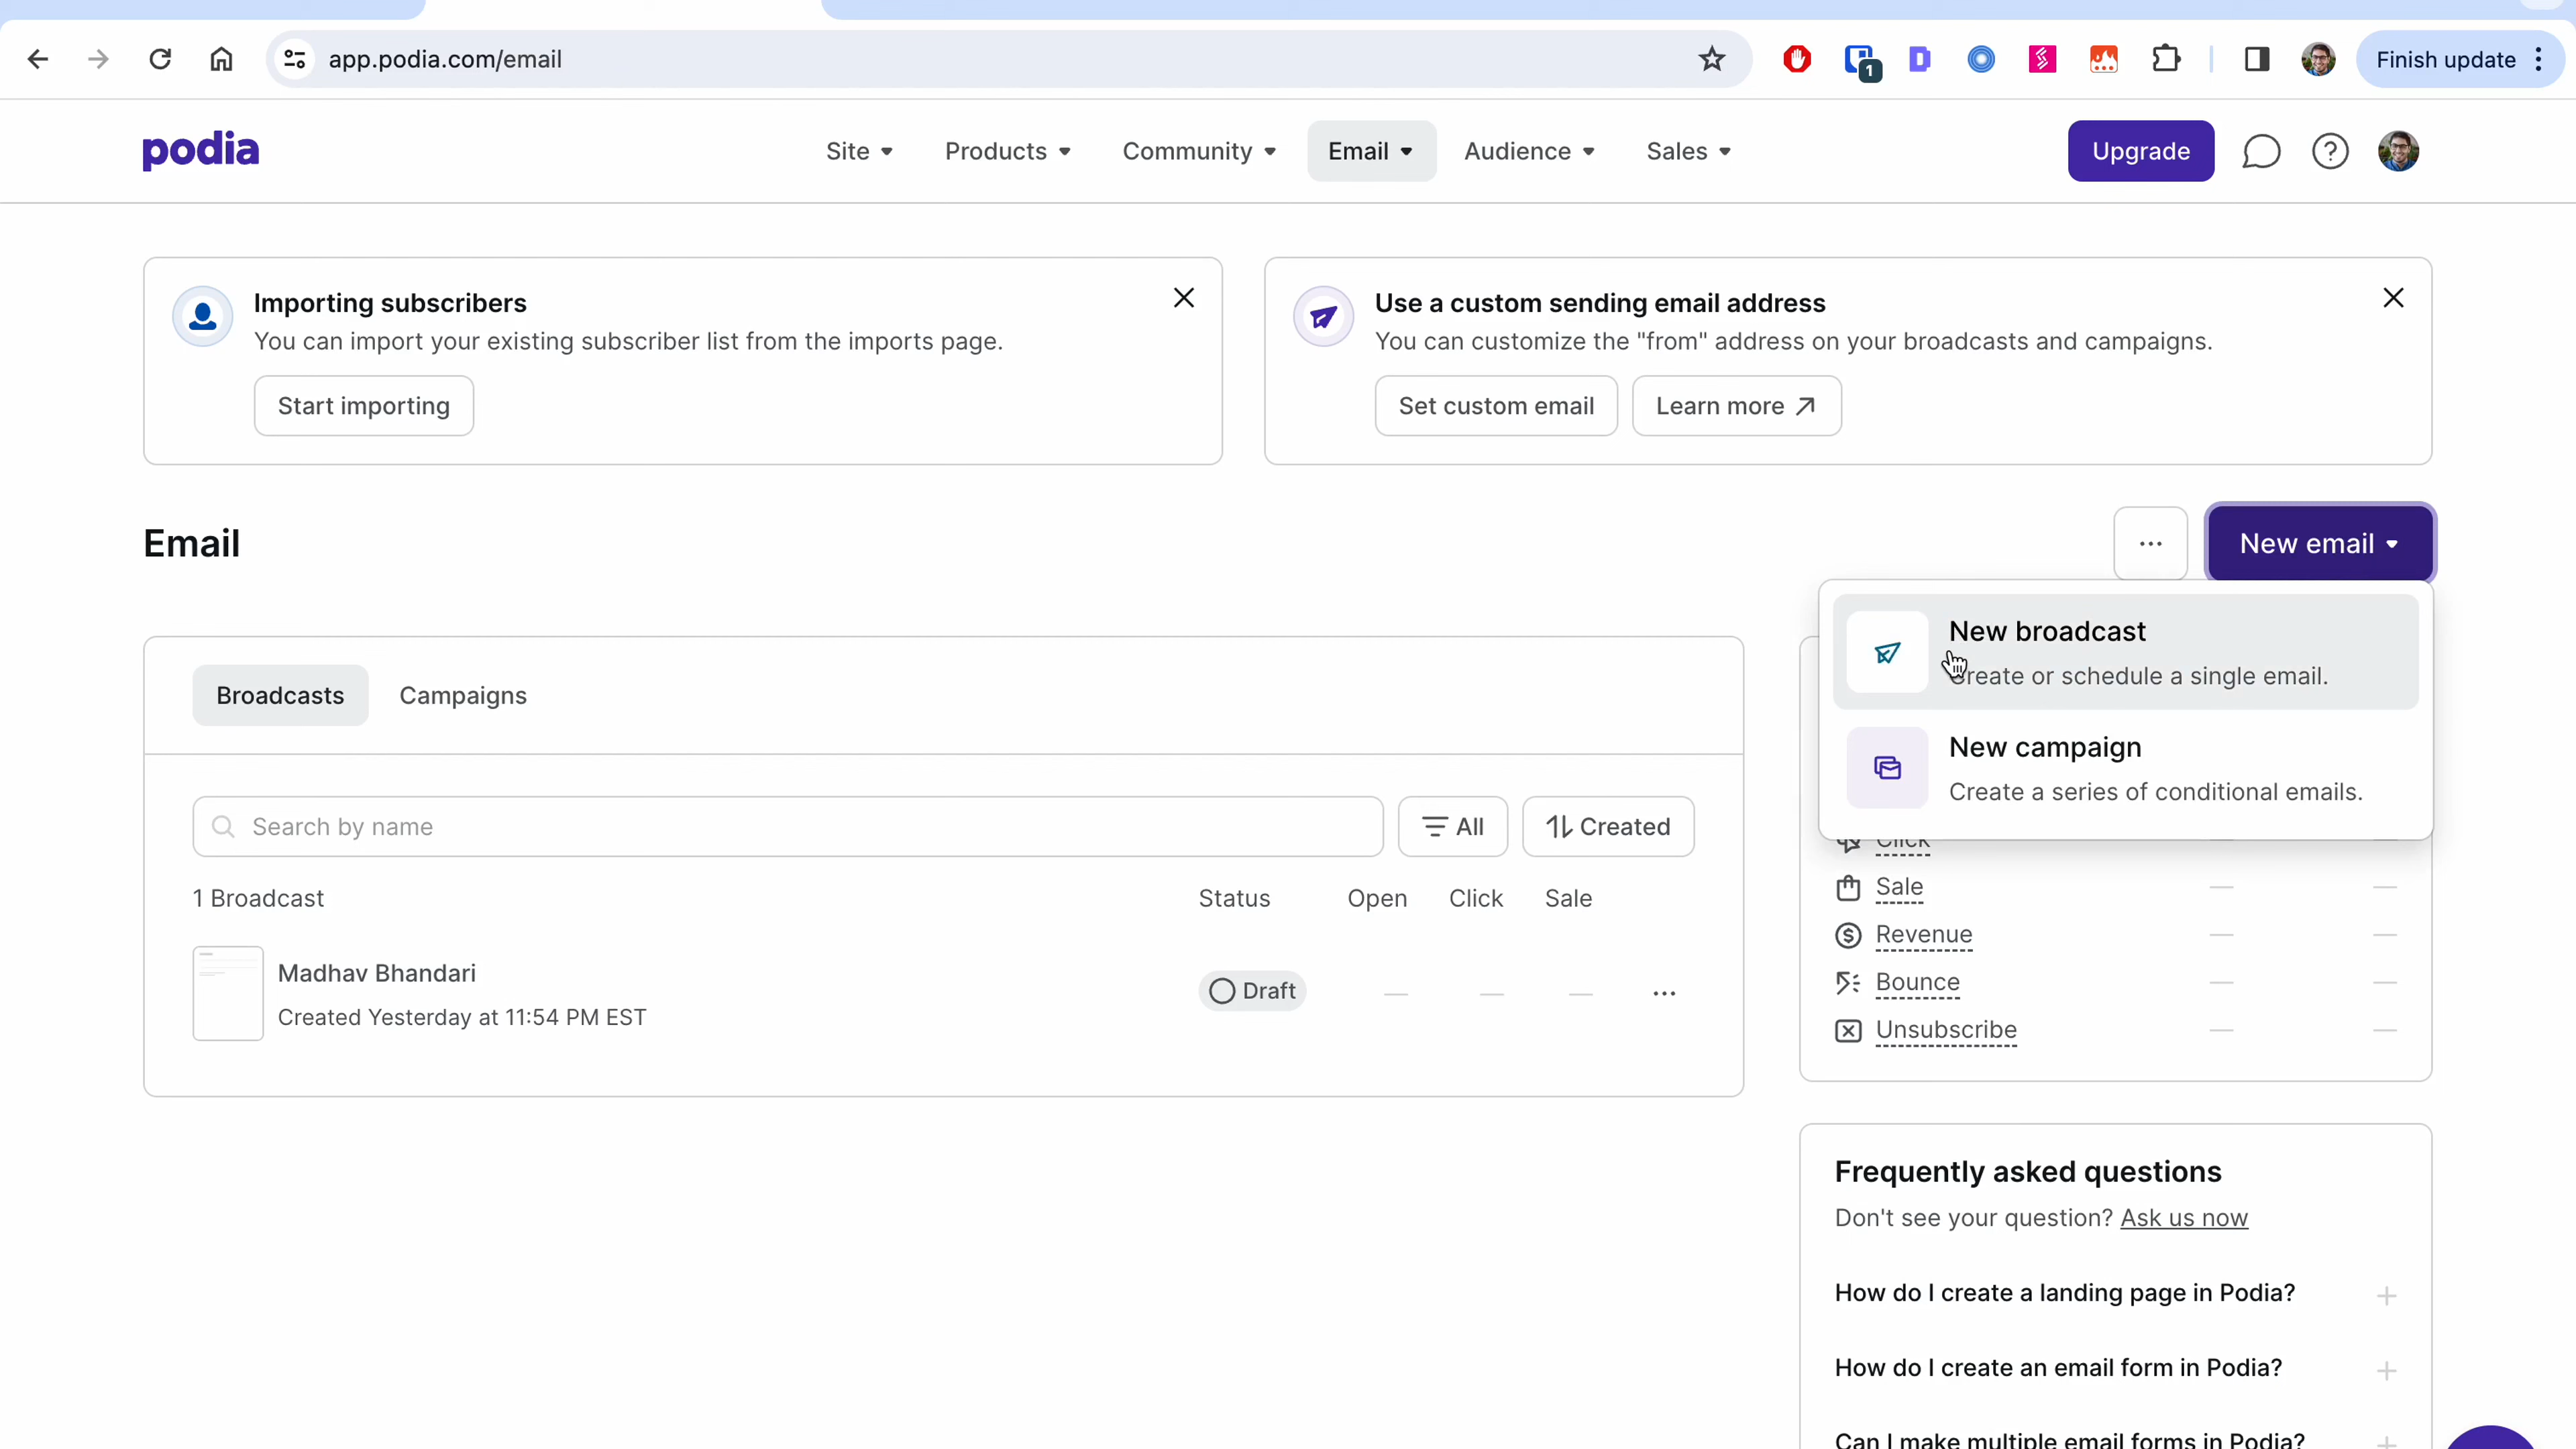 app.podia.com/email
1
Finish update
podia
Site
Products
Community
Email
Audience
Sales
Upgrade
Importing subscribers
You can import your existing subscriber list from the imports page.
Start importing
Use a custom sending email address
You can customize the "from" address on your broadcasts and campaigns.
Set custom email
Learn more
Email
New email
New broadcast
Create or schedule a single email.
New campaign
Create a series of conditional emails.
Broadcasts
Campaigns
Search by name
All
Created
1 Broadcast
Status
Open
Click
Sale
Madhav Bhandari
Created Yesterday at 11:54 PM EST
Draft
Click
Sale
Revenue
Bounce
Unsubscribe
Frequently asked questions
Don't see your question? Ask us now
How do I create a landing page in Podia?
How do I create an email form in Podia?
Can I make multiple email forms in Podia?